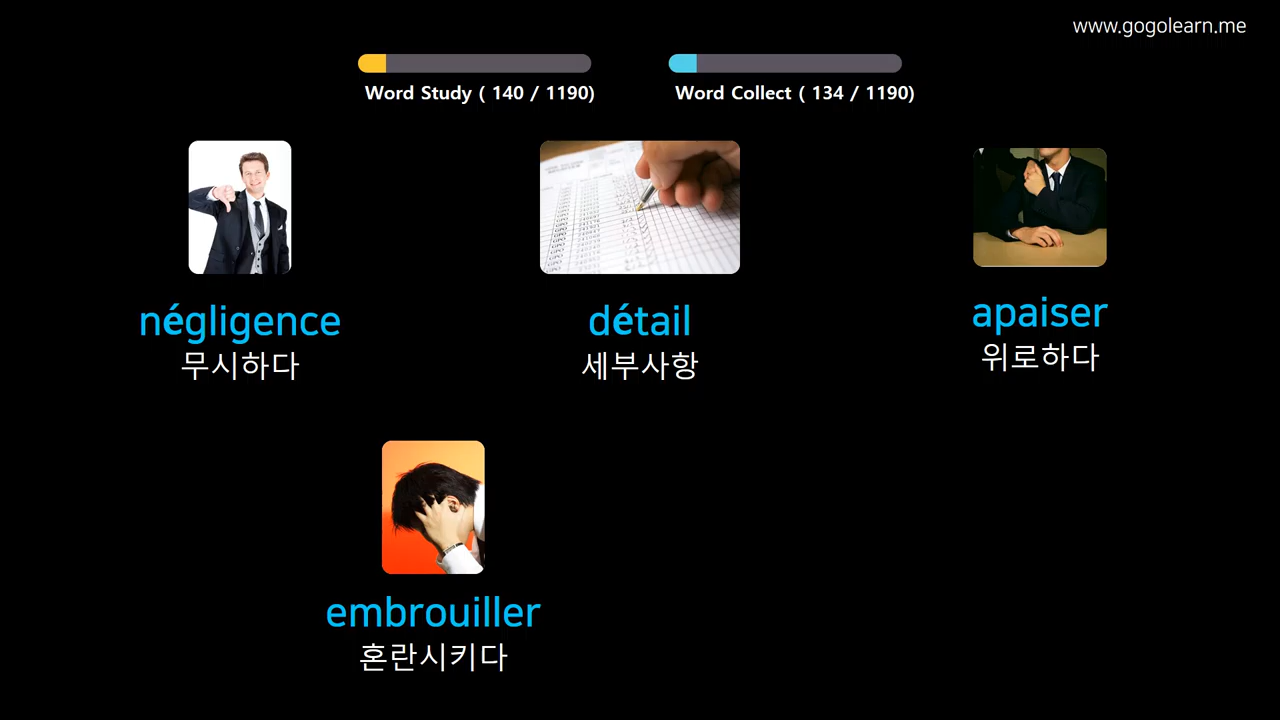 www.gogolearn.me
Word Study ( 140 / 1190)
Word Collect ( 134 / 1190)
négligence
무시하다
détail
세부사항
apaiser
위로하다
embrouiller
혼란시키다